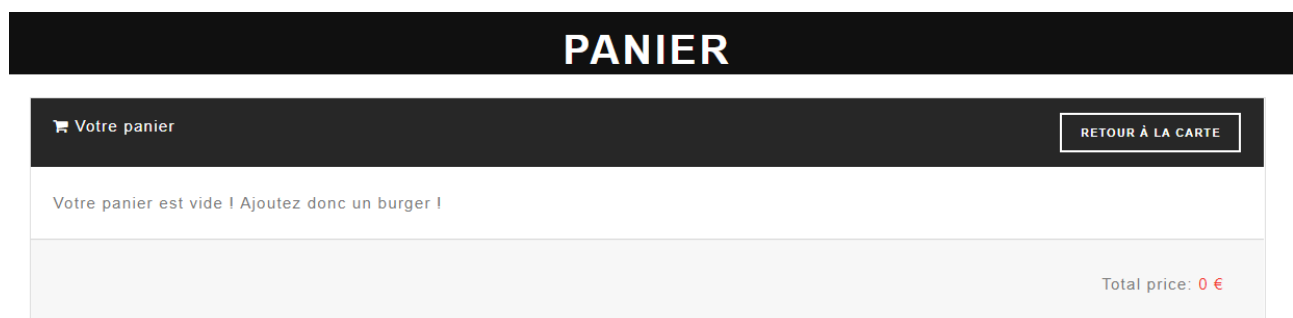 PANIER
Votre panier
RETOUR À LA CARTE
Votre panier est vide ! Ajoutez donc un burger !
Total price: 0 €